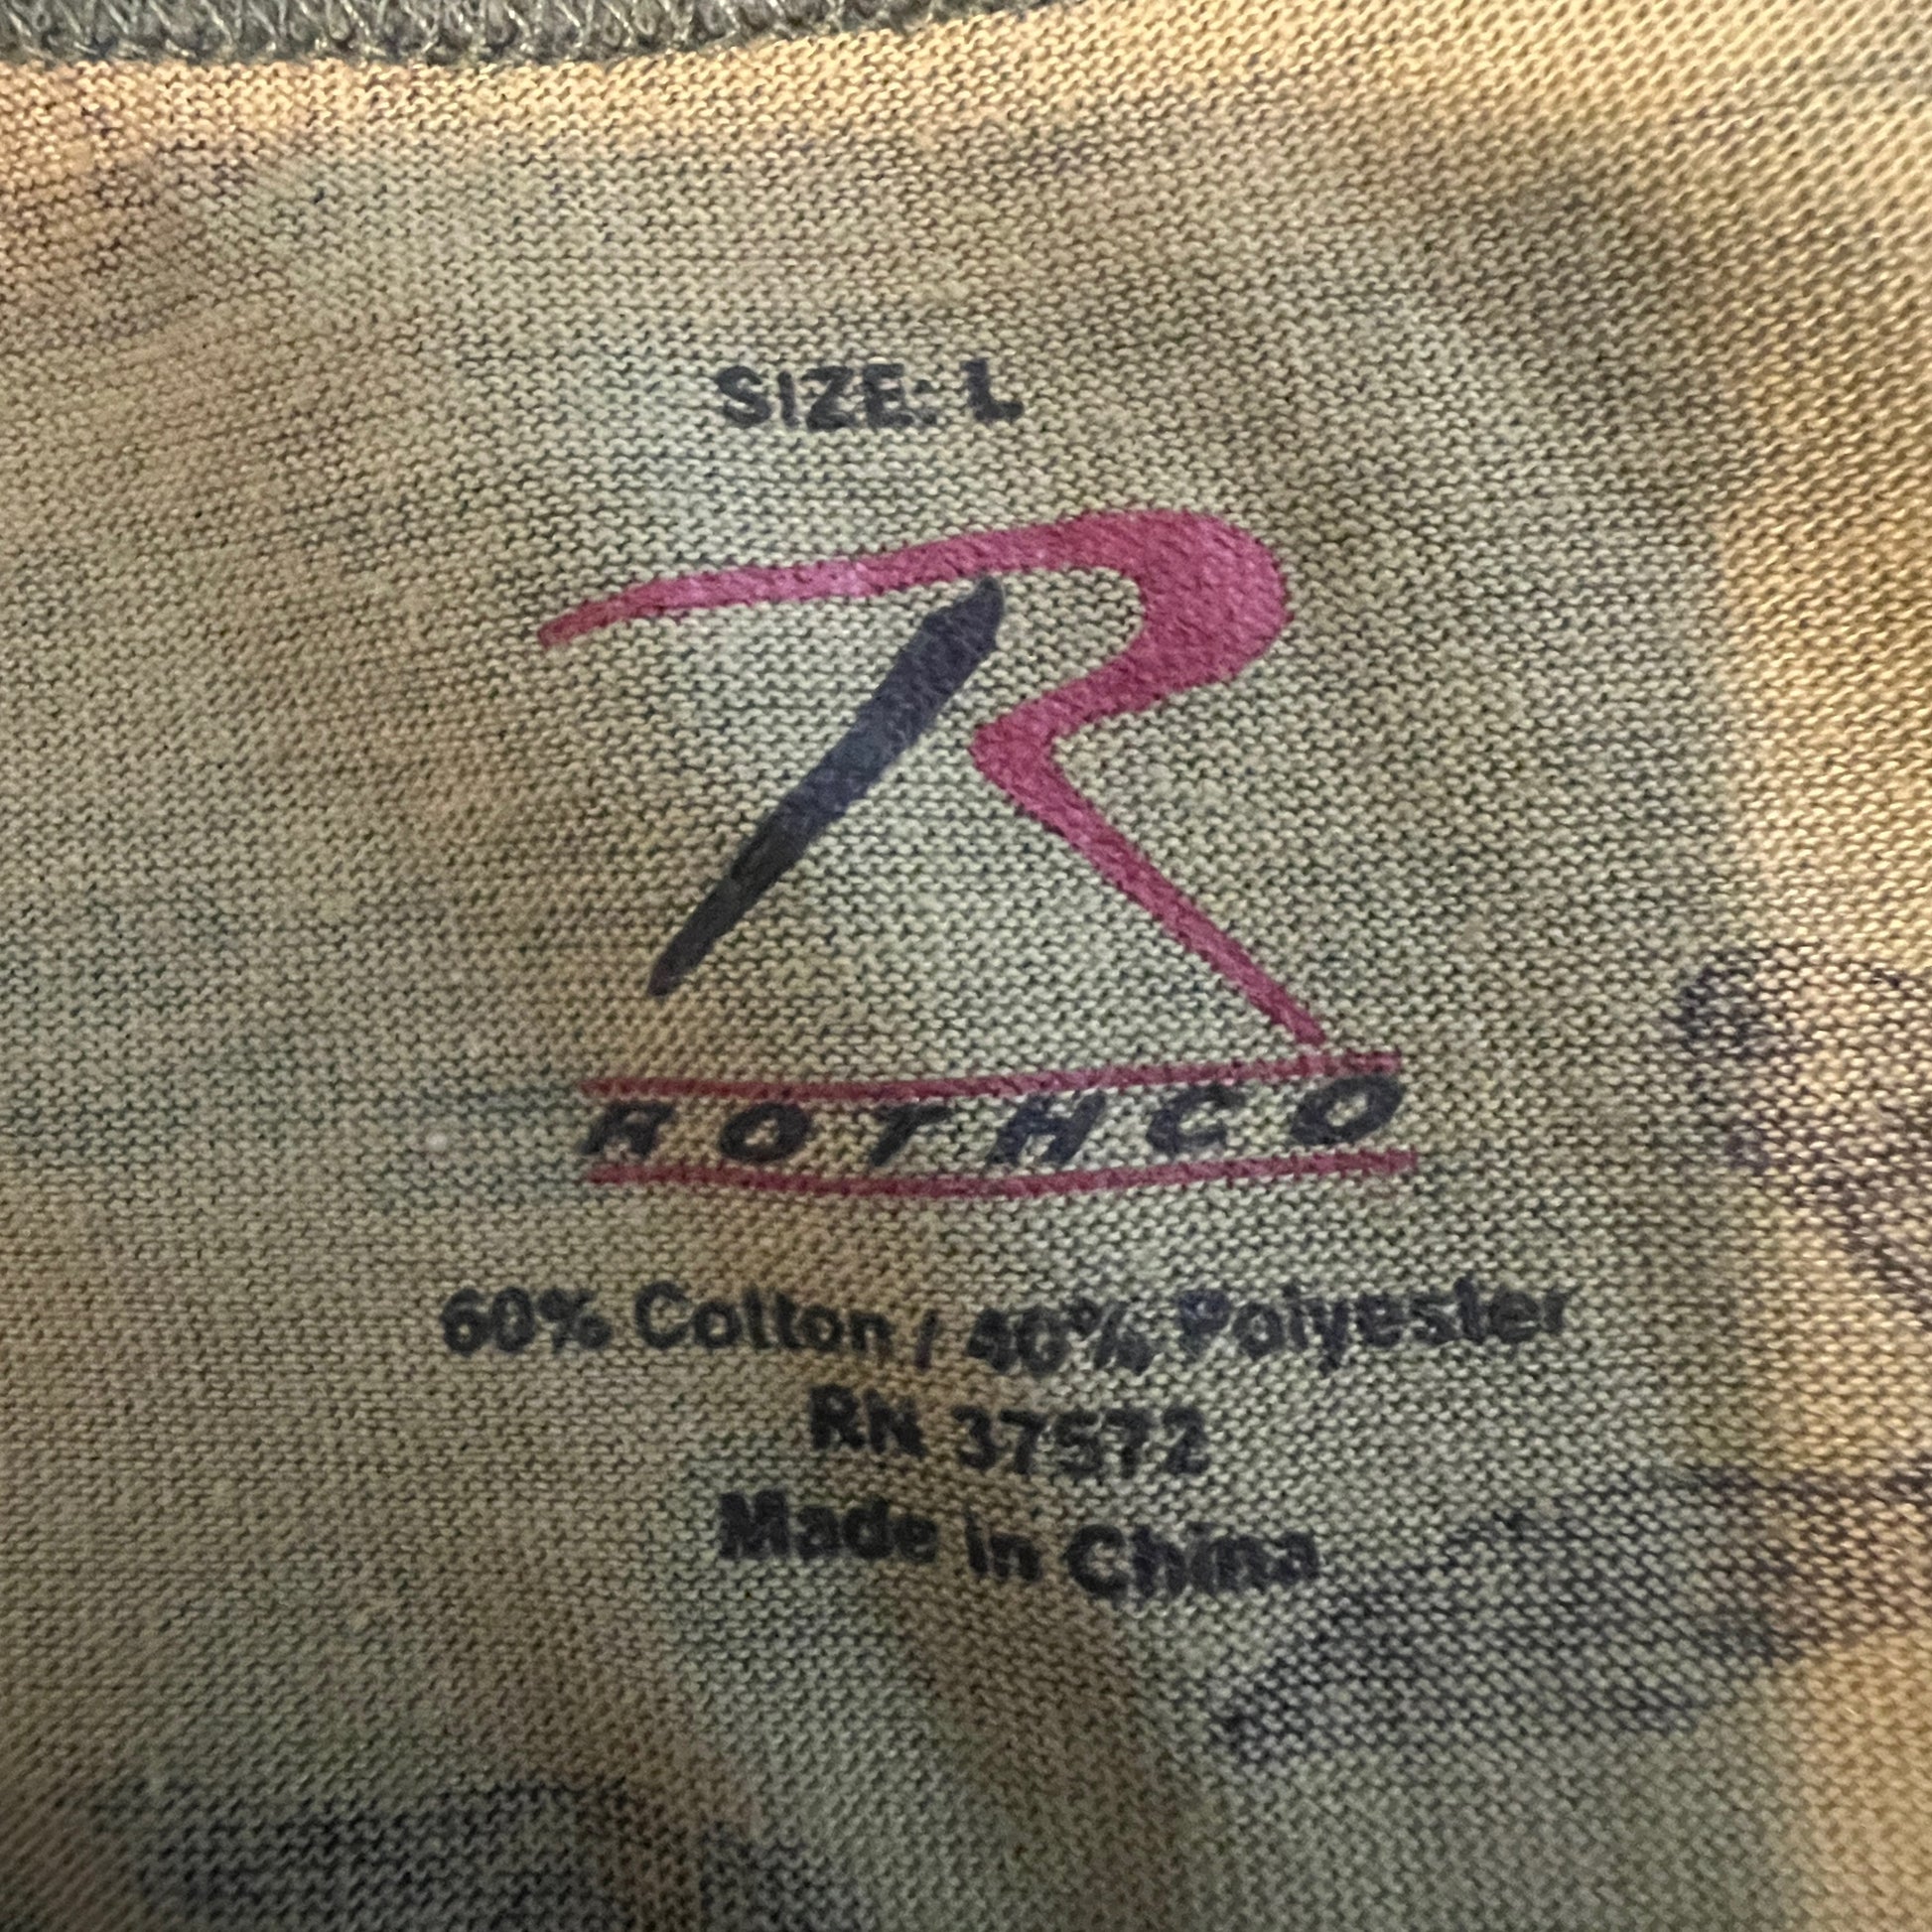 SIZE: L
R
ROTHCO
60% Cotton / 40% Polyester
RN 37572
Made in China